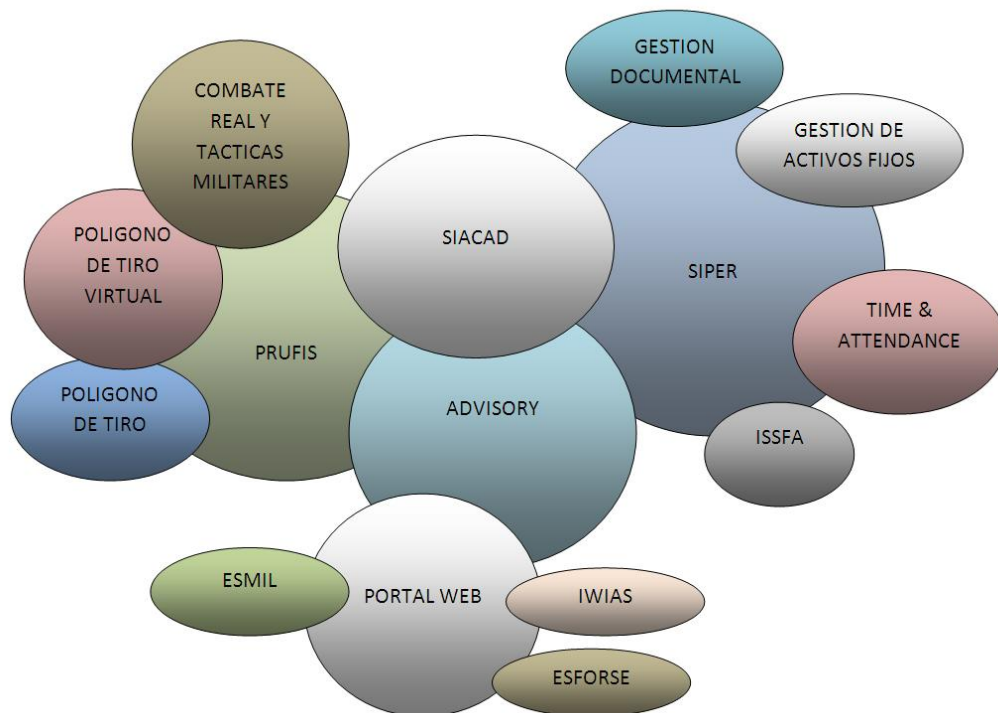 GESTION
DOCUMENTAL
COMBATE
REAL Y
TACTICAS
MILITARES
GESTION DE
ACTIVOS FIJOS
POLIGONO
DE TIRO
VIRTUAL
SIACAD
SIPER
TIME &
ATTENDANCE
PRUFIS
POLIGONO
DE TIRO
ADVISORY
ISSFA
ESMIL
PORTAL WEB
IWIAS
ESFORSE